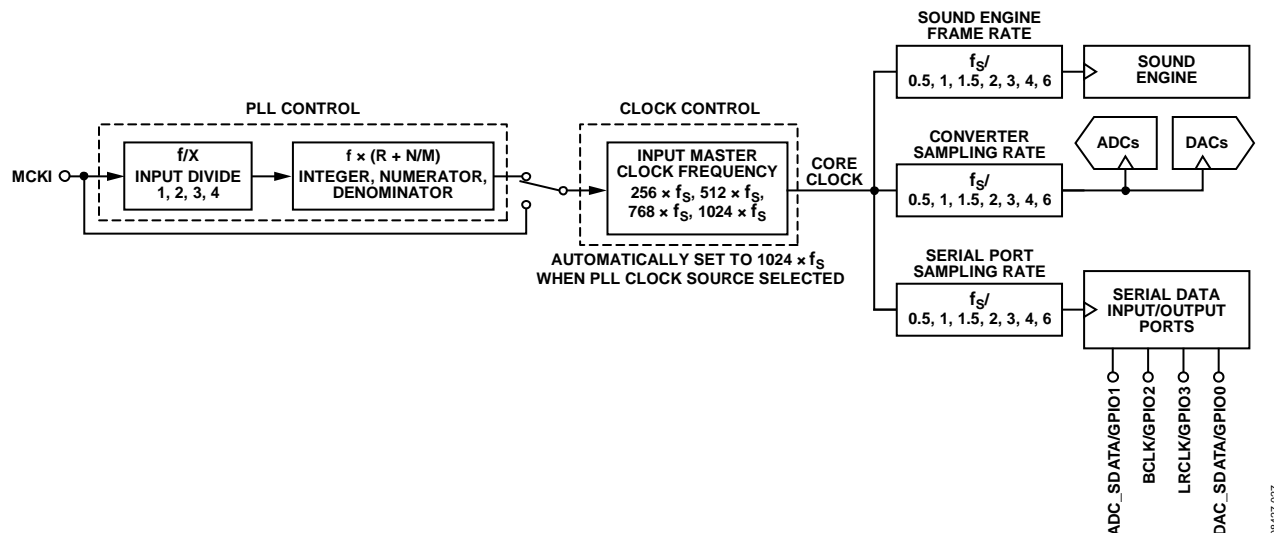 PLL CONTROL
MCKI
f/X
INPUT DIVIDE
1, 2, 3, 4
f × (R + N/M)
INTEGER, NUMERATOR,
DENOMINATOR
CLOCK CONTROL
INPUT MASTER
CLOCK FREQUENCY
256 × fS, 512 × fS,
768 × fS, 1024 × fS
AUTOMATICALLY SET TO 1024 × fS
WHEN PLL CLOCK SOURCE SELECTED
CORE
CLOCK
SOUND ENGINE
FRAME RATE
fS/
0.5, 1, 1.5, 2, 3, 4, 6
SOUND
ENGINE
CONVERTER
SAMPLING RATE
fS/
0.5, 1, 1.5, 2, 3, 4, 6
ADCs
DACs
SERIAL PORT
SAMPLING RATE
fS/
0.5, 1, 1.5, 2, 3, 4, 6
SERIAL DATA
INPUT/OUTPUT
PORTS
ADC_SDATA/GPIO1
BCLK/GPIO2
LRCLK/GPIO3
DAC_SDATA/GPIO0